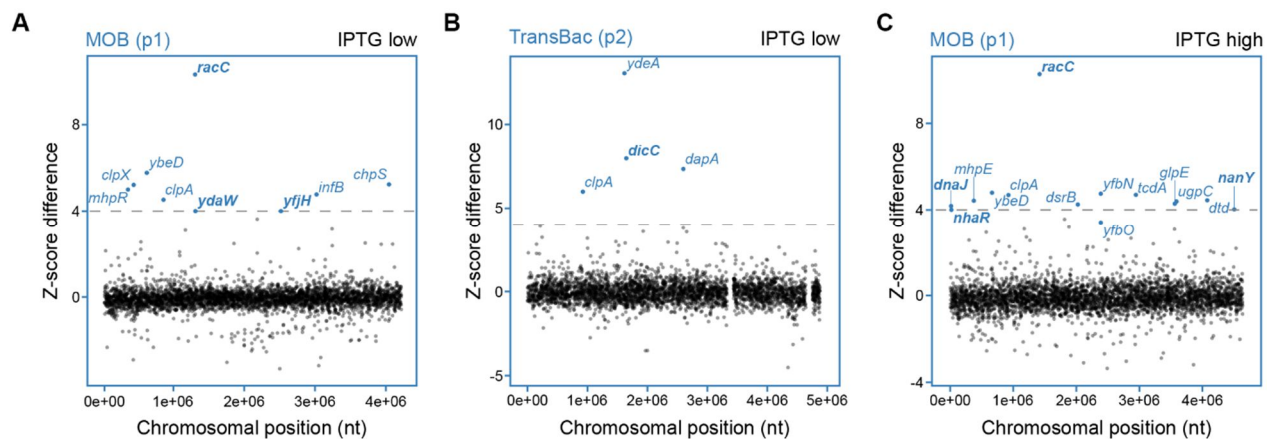 A
MOB (p1)
IPTG low
racC
8
ybeD
clpX
mhpR
clpA
ydaW
yfjH
infB
chpS
4
0
Z-score difference
0e+00
1e+06
2e+06
3e+06
4e+06
Chromosomal position (nt)
B
TransBac (p2)
IPTG low
ydeA
10
dicC
dapA
clpA
5
0
-5
Z-score difference
0e+00
1e+06
2e+06
3e+06
4e+06
5e+06
Chromosomal position (nt)
C
MOB (p1)
IPTG high
racC
8
mhpE
dnaJ
nhaR
ybeD
clpA
dsrB
yfbN
tcdA
glpE
ugpC
nanY
dtd
yfbO
4
0
-4
Z-score difference
0e+00
1e+06
2e+06
3e+06
4e+06
Chromosomal position (nt)